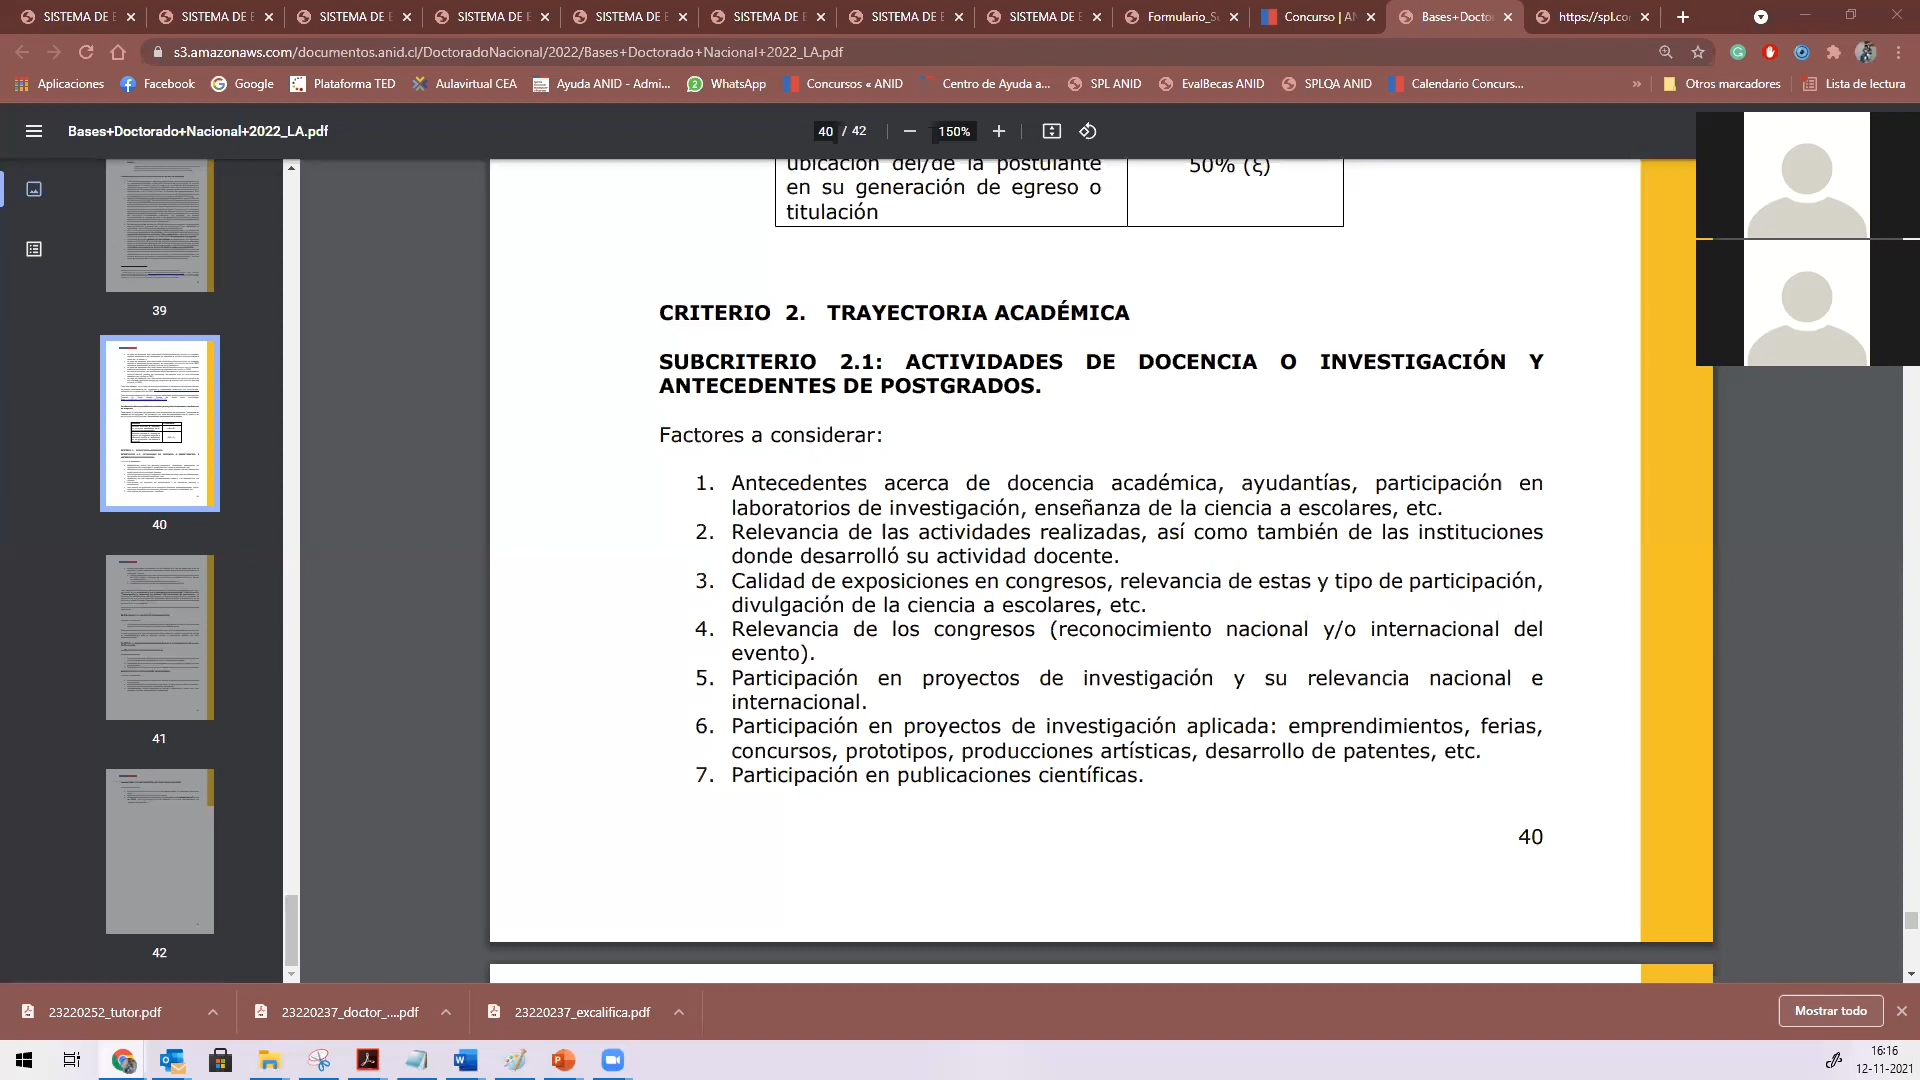 SISTEMA DE E
SISTEMA DE E
SISTEMA DE E
SISTEMA DE E
SISTEMA DE E
SISTEMA DE E
SISTEMA DE E
SISTEMA DE E
Formulario_Su
Concurso | AN
Bases+Docto
https://spl.co
s3.amazonaws.com/documentos.anid.cl/DoctoradoNacional/2022/Bases+Doctorado+Nacional+2022_LA.pdf
Aplicaciones
Facebook
Google
Plataforma TED
Aulavirtual CEA
Ayuda ANID - Admi...
2
WhatsApp
Concursos « ANID
Centro de Ayuda a...
SPL ANID
EvalBecas ANID
SPLQA ANID
Calendario Concurs...
»
Otros marcadores
Lista de lectura
Bases+Doctorado+Nacional+2022_LA.pdf
40 / 42
150%
39
40
41
42
ubicación del/de la postulante
en su generación de egreso o
titulación
50% (ξ)
CRITERIO 2. TRAYECTORIA ACADÉMICA
SUBCRITERIO 2.1: ACTIVIDADES DE DOCENCIA O INVESTIGACIÓN Y
ANTECEDENTES DE POSTGRADOS.
Factores a considerar:
1. Antecedentes acerca de docencia académica, ayudantías, participación en
laboratorios de investigación, enseñanza de la ciencia a escolares, etc.
2. Relevancia de las actividades realizadas, así como también de las instituciones
donde desarrolló su actividad docente.
3. Calidad de exposiciones en congresos, relevancia de estas y tipo de participación,
divulgación de la ciencia a escolares, etc.
4. Relevancia de los congresos (reconocimiento nacional y/o internacional del
evento).
5. Participación en proyectos de investigación y su relevancia nacional e
internacional.
6. Participación en proyectos de investigación aplicada: emprendimientos, ferias,
concursos, prototipos, producciones artísticas, desarrollo de patentes, etc.
7. Participación en publicaciones científicas.
40
23220252_tutor.pdf
23220237_doctor_....pdf
23220237_excalifica.pdf
Mostrar todo
16:16
12-11-2021